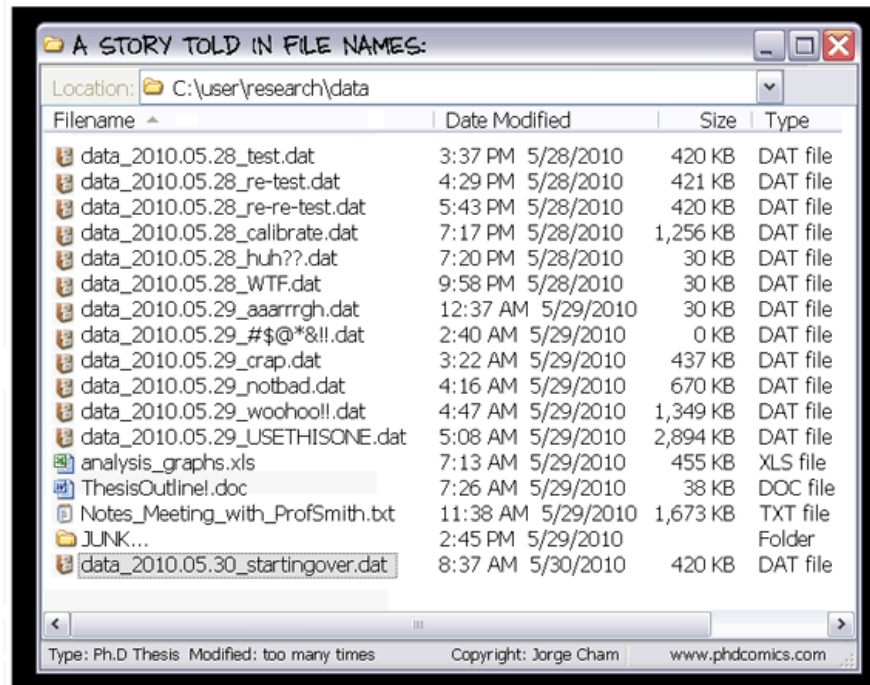 A STORY TOLD IN FILE NAMES:
Location: C:\user\research\data
Filename Date Modified Size Type
data_2010.05.28_test.dat 3:37 PM 5/28/2010 420 KB DAT file
data_2010.05.28_re-test.dat 4:29 PM 5/28/2010 421 KB DAT file
data_2010.05.28_re-re-test.dat 5:43 PM 5/28/2010 420 KB DAT file
data_2010.05.28_calibrate.dat 7:17 PM 5/28/2010 1,256 KB DAT file
data_2010.05.28_huh??.dat 7:20 PM 5/28/2010 30 KB DAT file
data_2010.05.28_WTF.dat 9:58 PM 5/28/2010 30 KB DAT file
data_2010.05.29_aaarrrgh.dat 12:37 AM 5/29/2010 30 KB DAT file
data_2010.05.29_#$@*&!!.dat 2:40 AM 5/29/2010 0 KB DAT file
data_2010.05.29_crap.dat 3:22 AM 5/29/2010 437 KB DAT file
data_2010.05.29_notbad.dat 4:16 AM 5/29/2010 670 KB DAT file
data_2010.05.29_woohoo!!.dat 4:47 AM 5/29/2010 1,349 KB DAT file
data_2010.05.29_USETHISONE.dat 5:08 AM 5/29/2010 2,894 KB DAT file
analysis_graphs.xls 7:13 AM 5/29/2010 455 KB XLS file
ThesisOutline!.doc 7:26 AM 5/29/2010 38 KB DOC file
Notes_Meeting_with_ProfSmith.txt 11:38 AM 5/29/2010 1,673 KB TXT file
JUNK... 2:45 PM 5/29/2010 Folder
data_2010.05.30_startingover.dat 8:37 AM 5/30/2010 420 KB DAT file
Type: Ph.D Thesis Modified: too many times Copyright: Jorge Cham www.phdcomics.com